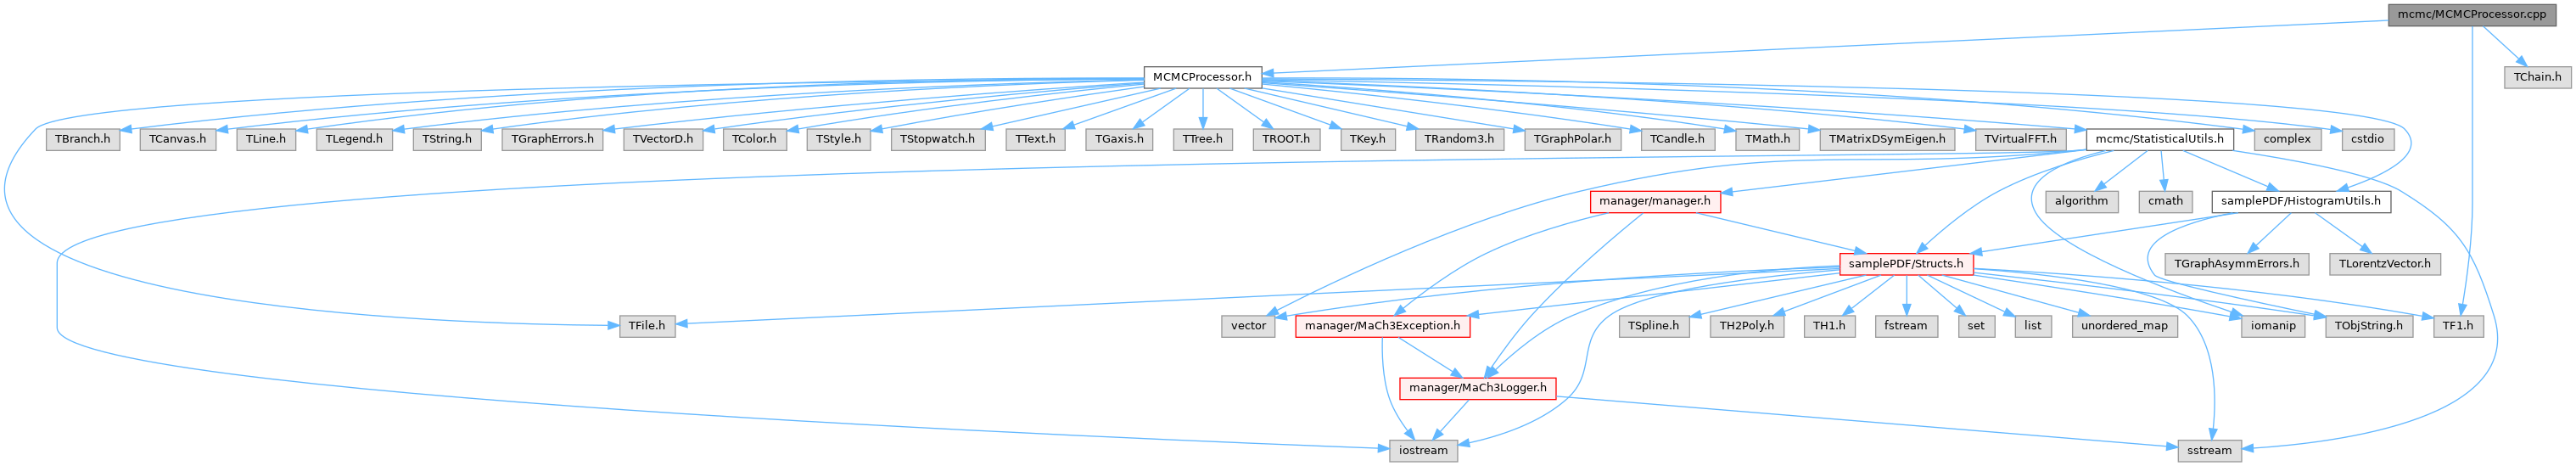 mcmc/MCMCProcessor.cpp
MCMCProcessor.h
TChain.h
TBranch.h
TCanvas.h
TLine.h
TLegend.h
TString.h
TGraphErrors.h
TVectorD.h
TColor.h
TStyle.h
TStopwatch.h
TText.h
TGaxis.h
TTree.h
TROOT.h
TKey.h
TRandom3.h
TGraphPolar.h
TCandle.h
TMath.h
TMatrixDSymEigen.h
TVirtualFFT.h
mcmc/StatisticalUtils.h
complex
cstdio
manager/manager.h
algorithm
cmath
samplePDF/HistogramUtils.h
samplePDF/Structs.h
TGraphAsymmErrors.h
TLorentzVector.h
TFile.h
vector
manager/MaCh3Exception.h
TSpline.h
TH2Poly.h
TH1.h
fstream
set
list
unordered_map
iomanip
TObjString.h
TF1.h
manager/MaCh3Logger.h
iostream
sstream